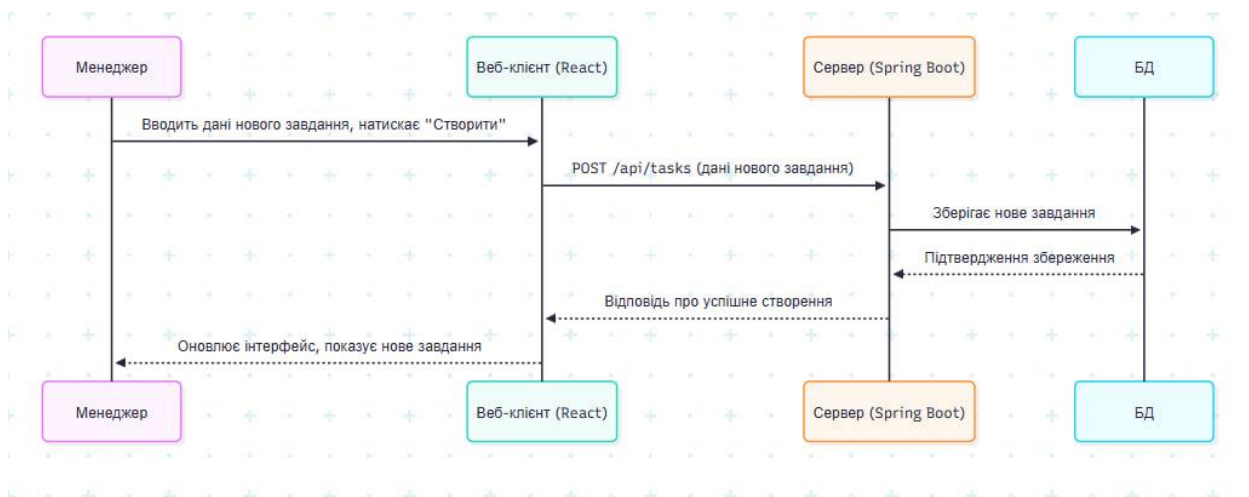 Менеджер
Веб-клієнт (React)
Сервер (Spring Boot)
БД
Вводить дані нового завдання, натискає "Створити"
POST /api/tasks (дані нового завдання)
Зберігає нове завдання
Підтвердження збереження
Відповідь про успішне створення
Оновлює інтерфейс, показує нове завдання
Менеджер
Веб-клієнт (React)
Сервер (Spring Boot)
БД